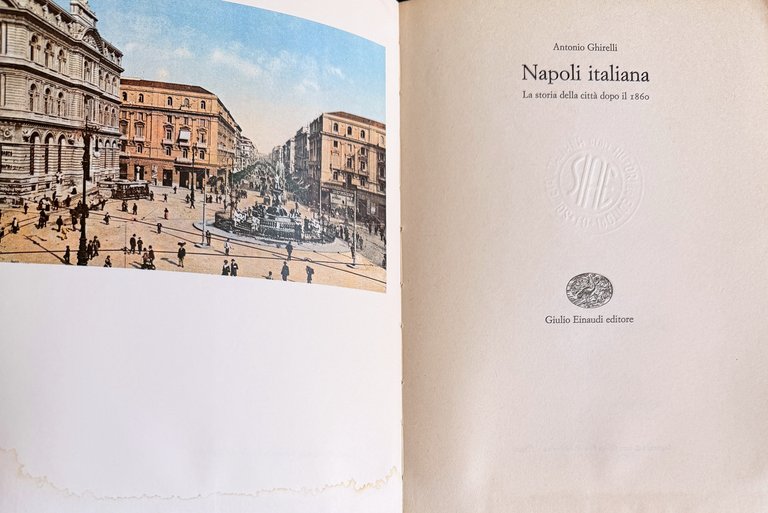 Antonio Ghirelli
Napoli italiana
La storia della città dopo il 1860
SIAE
Giulio Einaudi editore